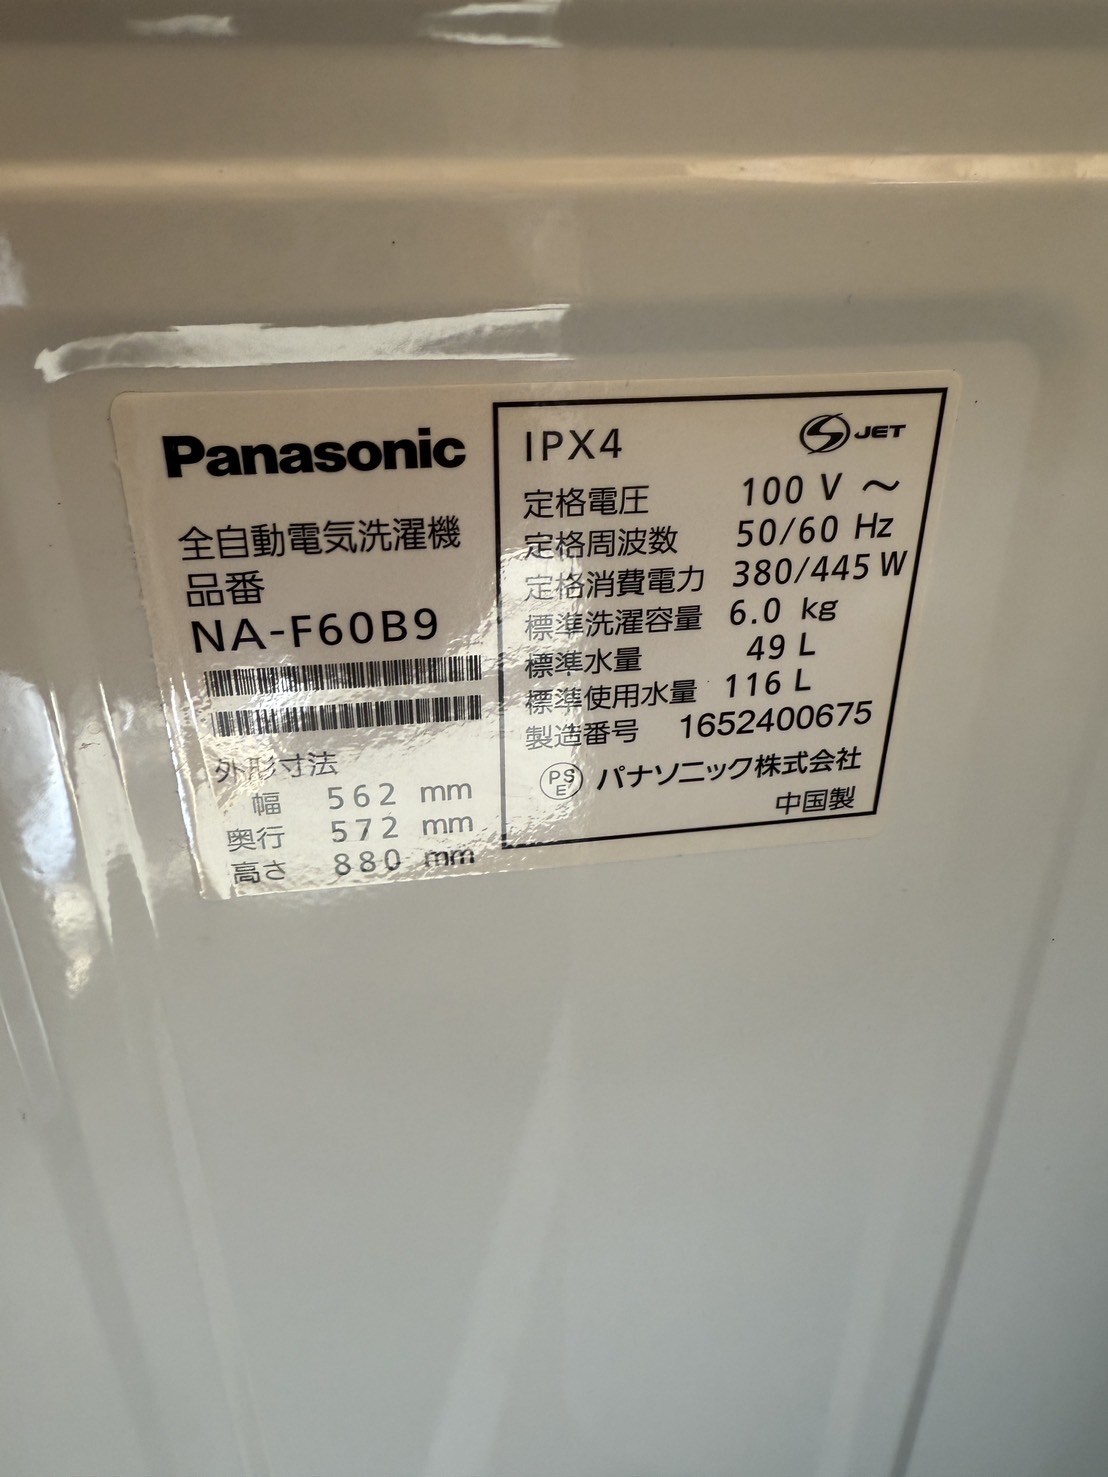 Panasonic
全自動電気洗濯機
品番
NA-F60B9
外形寸法
幅 562 mm
奥行 572 mm
高さ 880 mm
IPX4
S JET
定格電圧 100 V ～
定格周波数 50/60 Hz
定格消費電力 380/445 W
標準洗濯容量 6.0 kg
標準水量 49 L
標準使用水量 116 L
製造番号 1652400675
PSE パナソニック株式会社
中国製